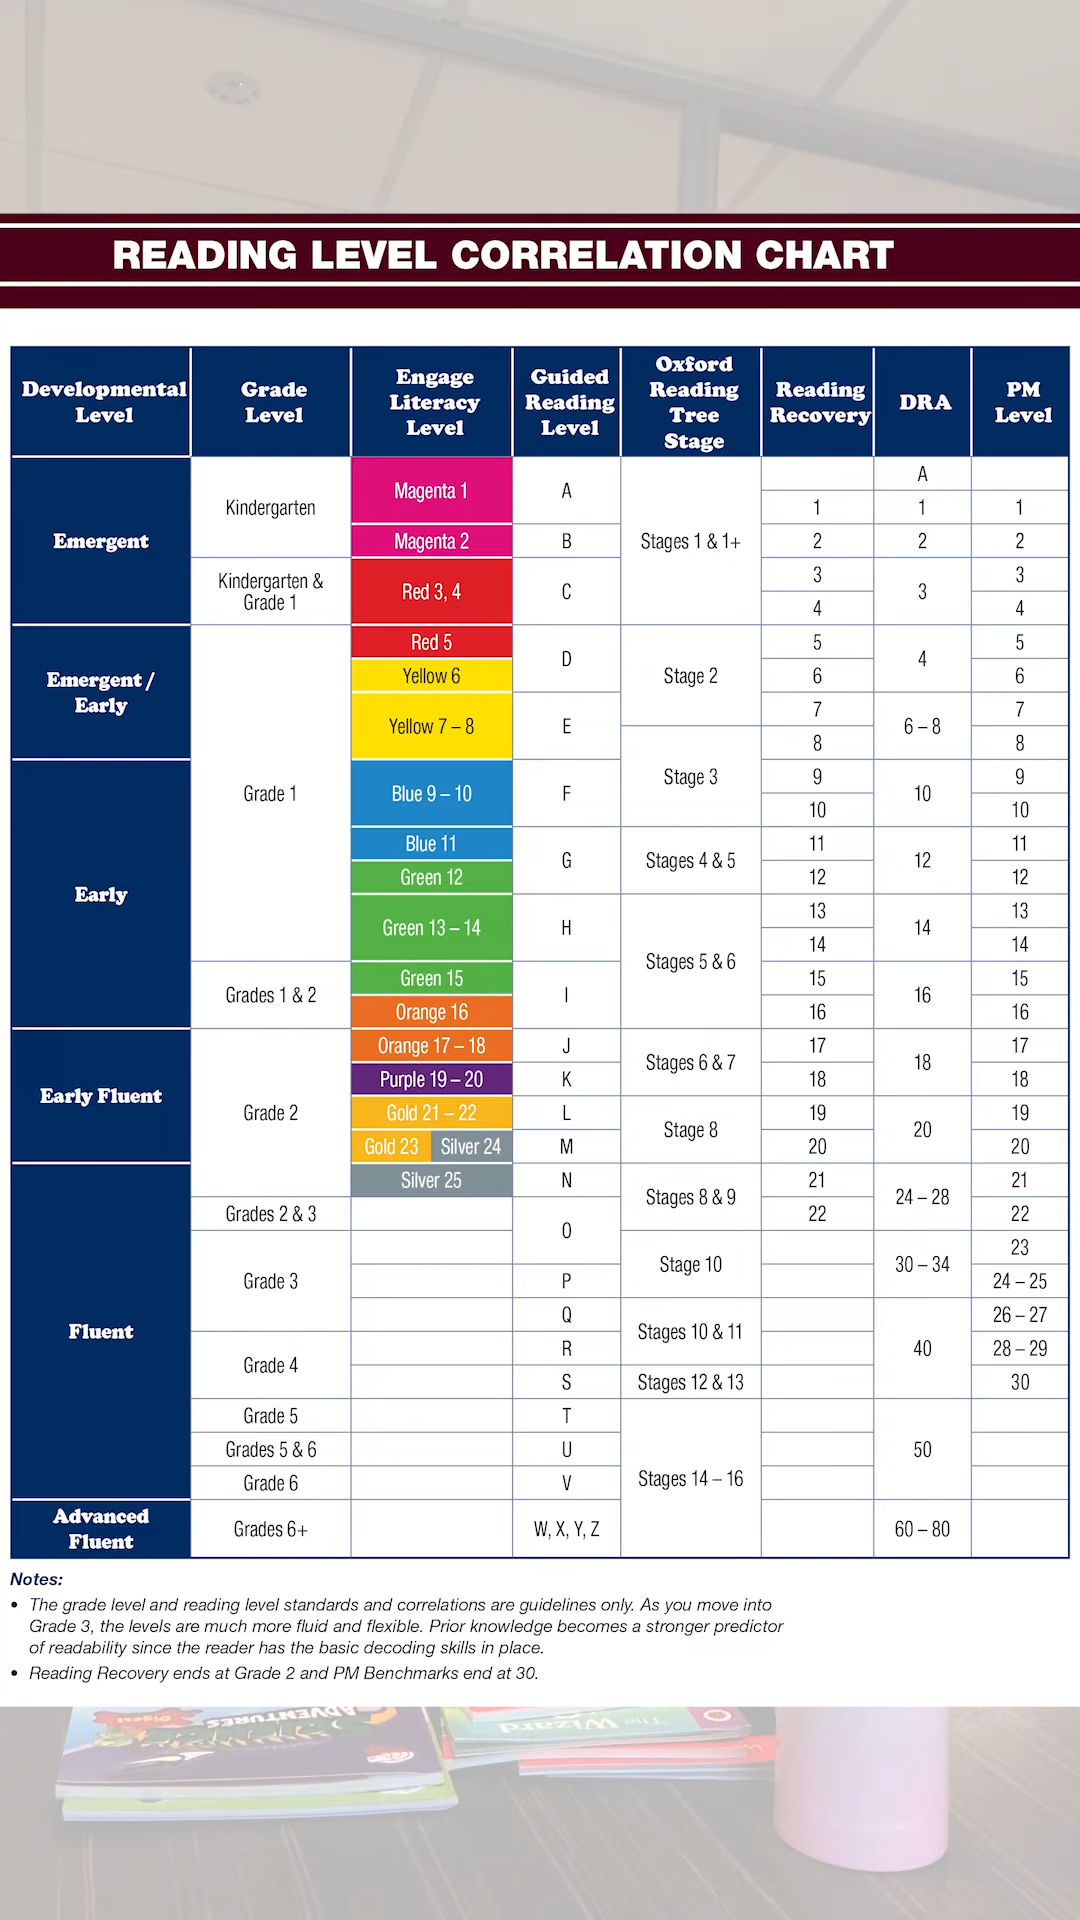 READING LEVEL CORRELATION CHART
Developmental Level
Grade Level
Engage Literacy Level
Guided Reading Level
Oxford Reading Tree Stage
Reading Recovery
DRA
PM Level
Emergent
Kindergarten
Magenta 1
A
Stages 1 & 1+
A
1 1 1
Magenta 2
B
2 2 2
Kindergarten & Grade 1
Red 3, 4
C
3
4
3
3
4
Emergent / Early
Grade 1
Red 5
Yellow 6
D
Stage 2
5
6
4
5
6
Yellow 7 – 8
E
7
8
6 – 8
7
8
Stage 3
Early
Blue 9 – 10
F
9
10
10
9
10
Blue 11
Green 12
G
Stages 4 & 5
11
12
12
11
12
Green 13 – 14
H
Stages 5 & 6
13
14
14
13
14
Grades 1 & 2
Green 15
Orange 16
I
15
16
16
15
16
Early Fluent
Grade 2
Orange 17 – 18
J
Stages 6 & 7
17
18
17
Purple 19 – 20
K
18
18
Gold 21 – 22
L
Stage 8
19
20
19
Gold 23
Silver 24
M
20
20
Fluent
Silver 25
N
Stages 8 & 9
21
24 – 28
21
Grades 2 & 3
O
22
22
Grade 3
Stage 10
30 – 34
23
P
24 – 25
Q
Stages 10 & 11
40
26 – 27
Grade 4
R
28 – 29
S
Stages 12 & 13
30
Grade 5
T
Stages 14 – 16
50
Grades 5 & 6
U
Grade 6
V
Advanced Fluent
Grades 6+
W, X, Y, Z
60 – 80
Notes:
• The grade level and reading level standards and correlations are guidelines only. As you move into
Grade 3, the levels are much more fluid and flexible. Prior knowledge becomes a stronger predictor
of readability since the reader has the basic decoding skills in place.
• Reading Recovery ends at Grade 2 and PM Benchmarks end at 30.
ADVENTURES
Digest
The Wizard